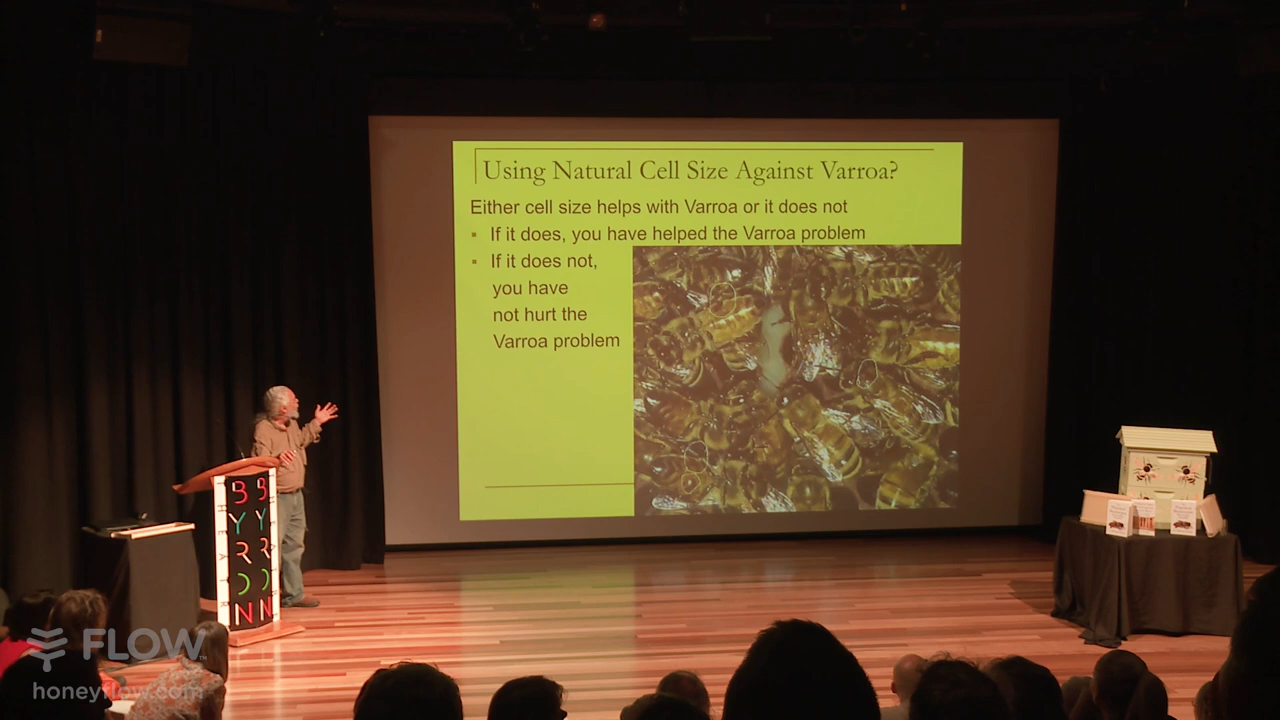 Using Natural Cell Size Against Varroa?
Either cell size helps with Varroa or it does not
▪ If it does, you have helped the Varroa problem
▪ If it does not,
you have
not hurt the
Varroa problem
BYRON
BYRON
FLOW™
honeyflow.com